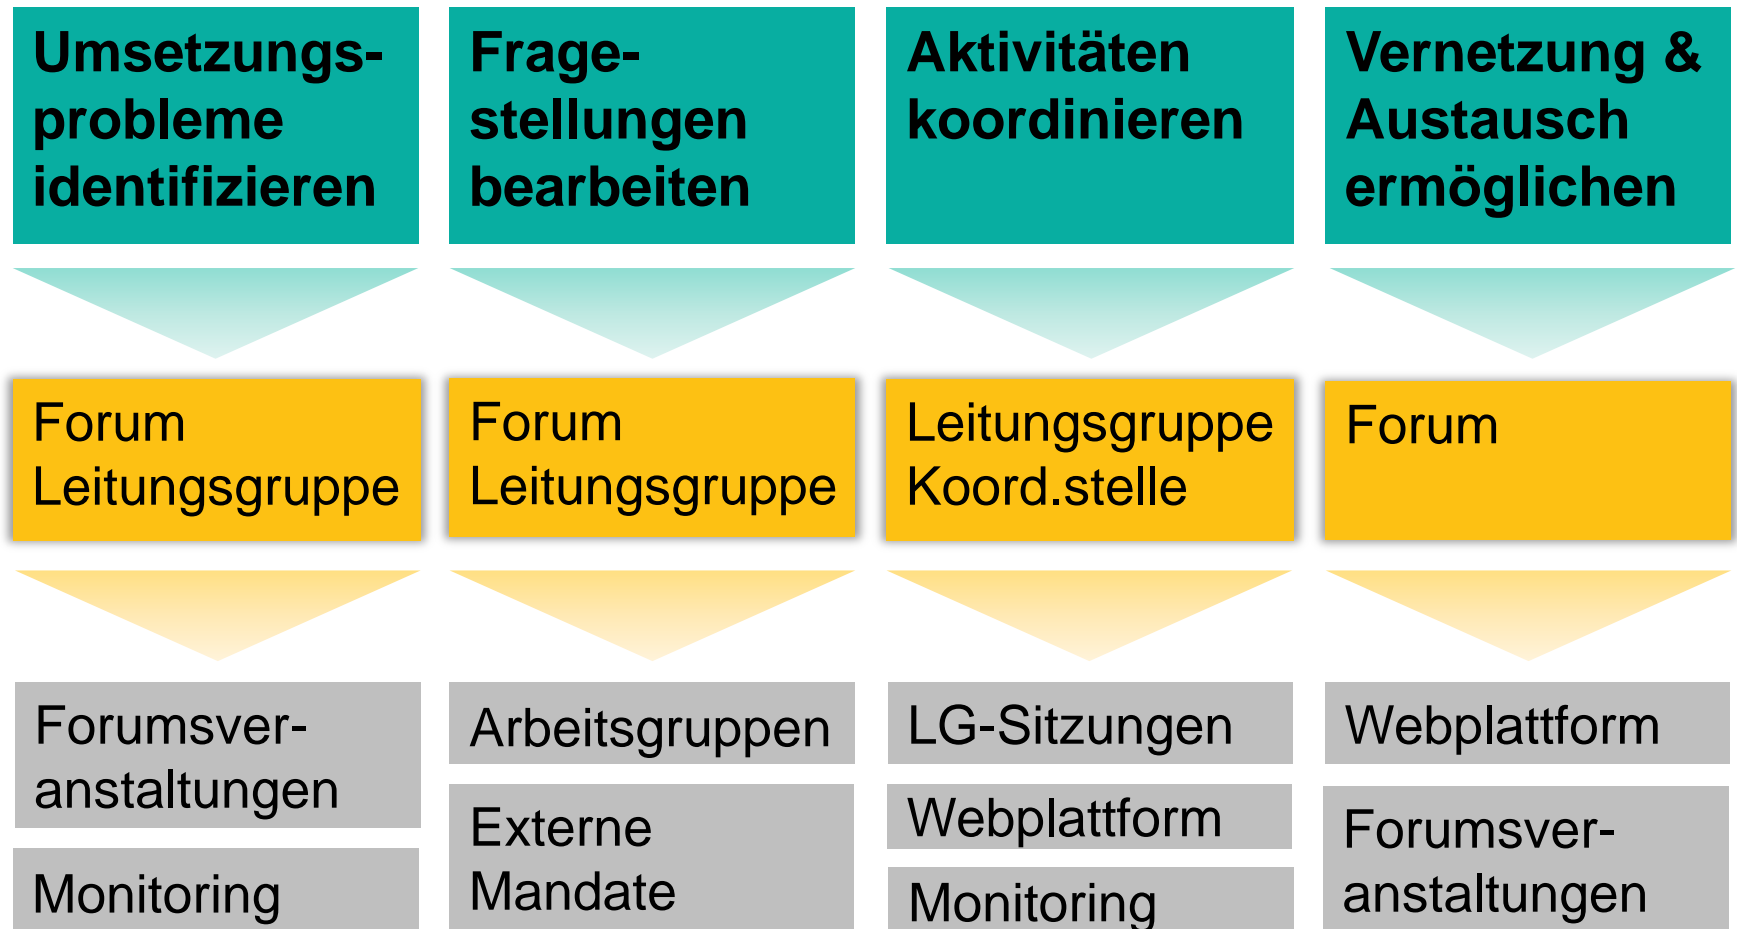 Umsetzungs-
probleme
identifizieren
Frage-
stellungen
bearbeiten
Aktivitäten
koordinieren
Vernetzung &
Austausch
ermöglichen
Forum
Leitungsgruppe
Forum
Leitungsgruppe
Leitungsgruppe
Koord.stelle
Forum
Forumsver-
anstaltungen
Monitoring
Arbeitsgruppen
Externe
Mandate
LG-Sitzungen
Webplattform
Monitoring
Webplattform
Forumsver-
anstaltungen